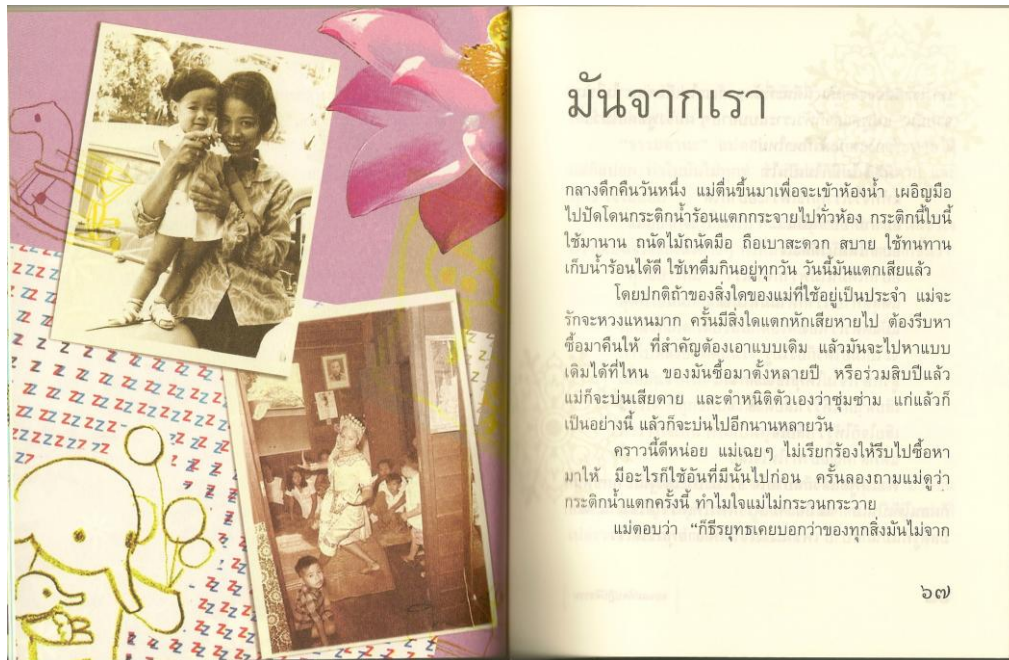 มันจากเรา
กลางดึกคืนวันหนึ่ง แม่ตื่นขึ้นมาเพื่อจะเข้าห้องน้ำ เผอิญมือ
ไปปัดโดนกระติกน้ำร้อนแตกกระจายไปทั่วห้อง กระติกนี้ใบนี้
ใช้มานาน ถนัดไม้ถนัดมือ ถือเบาสะดวก สบาย ใช้ทนทาน
เก็บน้ำร้อนได้ดี ใช้เทดื่มกินอยู่ทุกวัน วันนี้มันแตกเสียแล้ว
โดยปกติถ้าของสิ่งใดของแม่ที่ใช้อยู่เป็นประจำ แม่จะ
รักจะหวงแหนมาก ครั้นมีสิ่งใดแตกหักเสียหายไป ต้องรีบหา
ซื้อมาคืนให้ ที่สำคัญต้องเอาแบบเดิม แล้วมันจะไปหาแบบ
เดิมได้ที่ไหน ของมันซื้อมาตั้งหลายปี หรือร่วมสิบปีแล้ว
แม่ก็จะบ่นเสียดาย และตำหนิติตัวเองว่าซุ่มซ่าม แก่แล้วก็
เป็นอย่างนี้ แล้วก็จะบ่นไปอีกนานหลายวัน
คราวนี้ดีหน่อย แม่เฉยๆ ไม่เรียกร้องให้รีบไปซื้อหา
มาให้ มีอะไรก็ใช้อันที่มีนั้นไปก่อน ครั้นลองถามแม่ดูว่า
กระติกน้ำแตกครั้งนี้ ทำไมใจแม่ไม่กระวนกระวาย
แม่ตอบว่า “ก็ธีรยุทธเคยบอกว่าของทุกสิ่งมันไม่จาก
๖๗